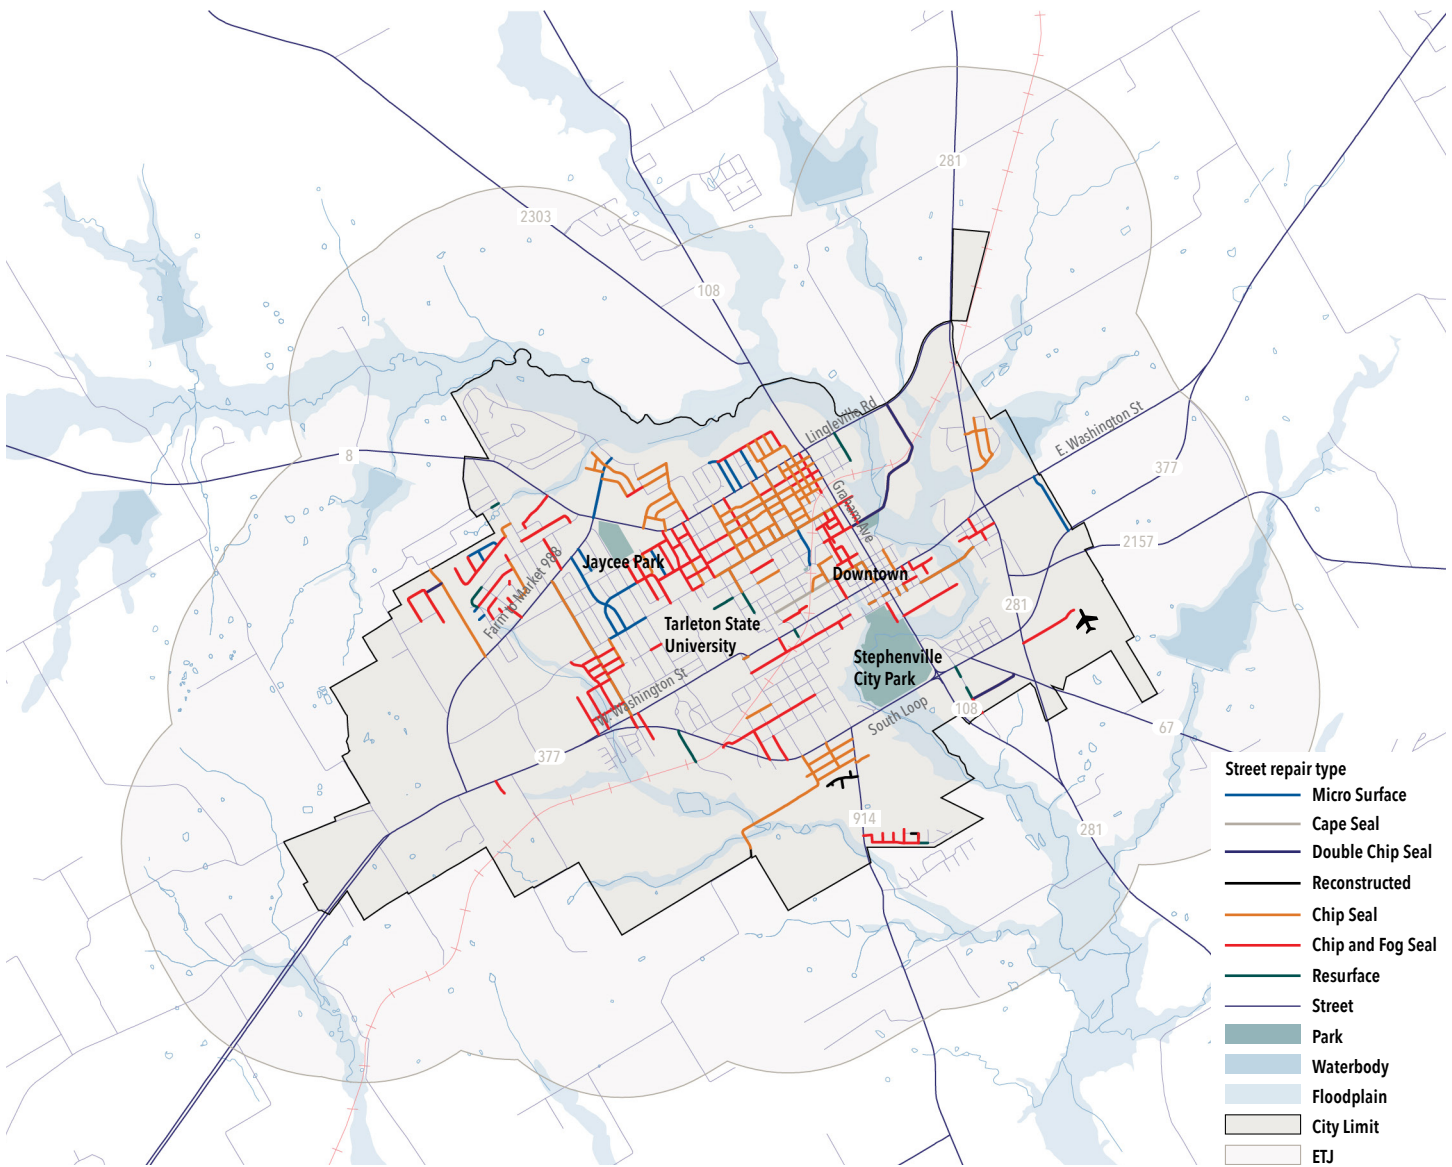 281
2303
108
Lingleville Rd
E. Washington St
8
377
Graham Ave
2157
Farm to Market 988
Jaycee Park
Downtown
281
Tarleton State
University
Stephenville
City Park
W. Washington St
108
South Loop
67
377
914
281
Street repair type
Micro Surface
Cape Seal
Double Chip Seal
Reconstructed
Chip Seal
Chip and Fog Seal
Resurface
Street
Park
Waterbody
Floodplain
City Limit
ETJ